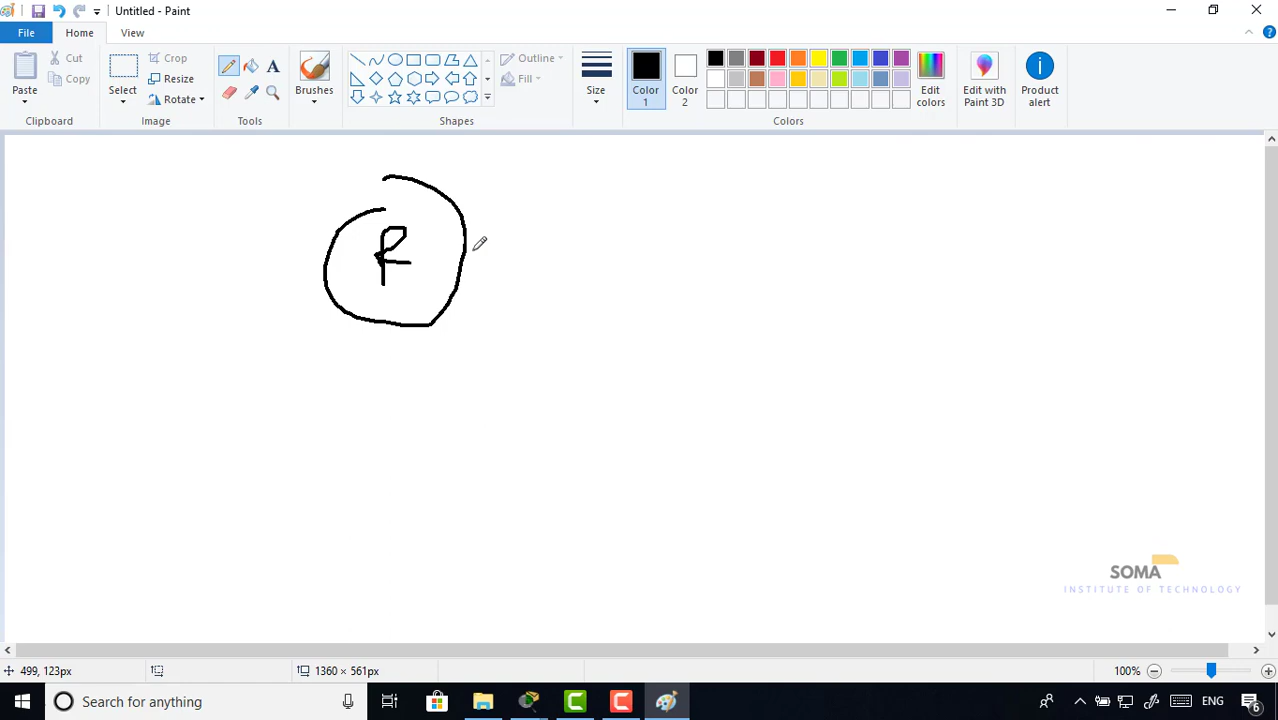 Untitled - Paint
File Home View
Paste
Cut
Copy
Clipboard
Select
Crop
Resize
Rotate
Image
Tools
Brushes
Shapes
Outline
Fill
Size
Color 1
Color 2
Colors
Edit colors
Edit with Paint 3D
Product alert
R
SOMA
INSTITUTE OF TECHNOLOGY
499, 123px
1360 × 561px
100%
Search for anything
ENG
6